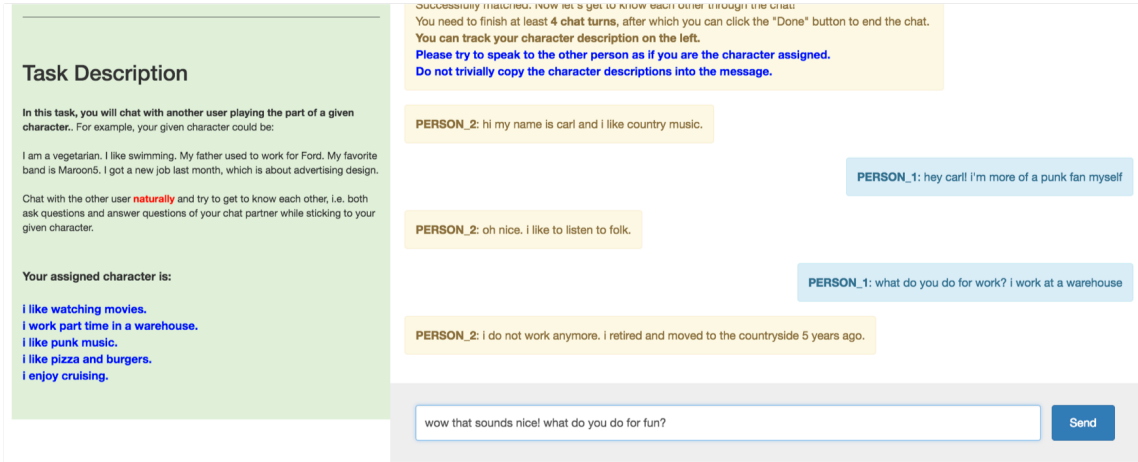 Successfully matched. Now let's get to know each other through the chat!
You need to finish at least 4 chat turns, after which you can click the "Done" button to end the chat.
You can track your character description on the left.
Please try to speak to the other person as if you are the character assigned.
Do not trivially copy the character descriptions into the message.
Task Description
In this task, you will chat with another user playing the part of a given
character.. For example, your given character could be:
I am a vegetarian. I like swimming. My father used to work for Ford. My favorite
band is Maroon5. I got a new job last month, which is about advertising design.
Chat with the other user naturally and try to get to know each other, i.e. both
ask questions and answer questions of your chat partner while sticking to your
given character.
Your assigned character is:
i like watching movies.
i work part time in a warehouse.
i like punk music.
i like pizza and burgers.
i enjoy cruising.
PERSON_2: hi my name is carl and i like country music.
PERSON_1: hey carl! i'm more of a punk fan myself
PERSON_2: oh nice. i like to listen to folk.
PERSON_1: what do you do for work? i work at a warehouse
PERSON_2: i do not work anymore. i retired and moved to the countryside 5 years ago.
wow that sounds nice! what do you do for fun?
Send